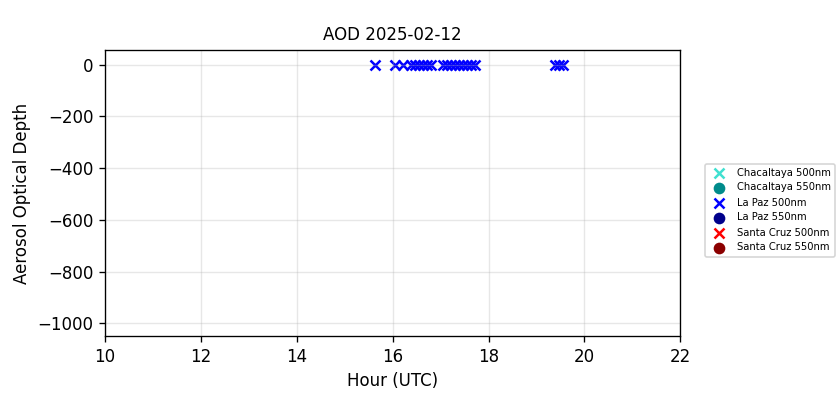 AOD 2025-02-12
Aerosol Optical Depth
0
−200
−400
−600
−800
−1000
10 12 14 16 18 20 22
Hour (UTC)
Chacaltaya 500nm
Chacaltaya 550nm
La Paz 500nm
La Paz 550nm
Santa Cruz 500nm
Santa Cruz 550nm